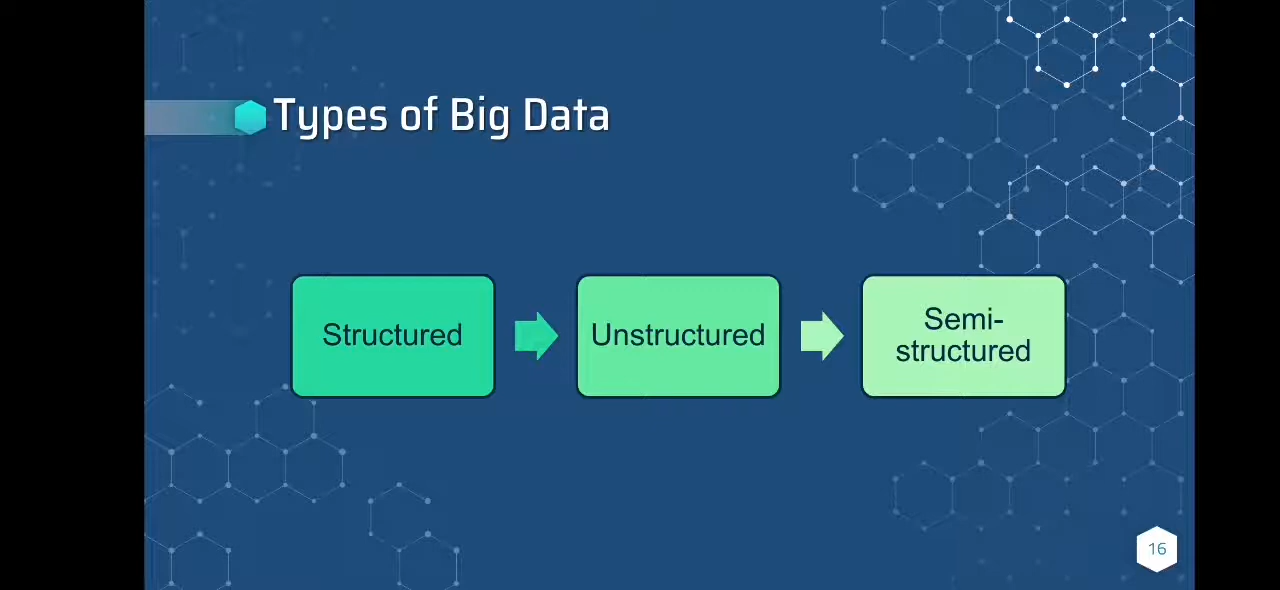 Types of Big Data
Structured
Unstructured
Semi-
structured
16